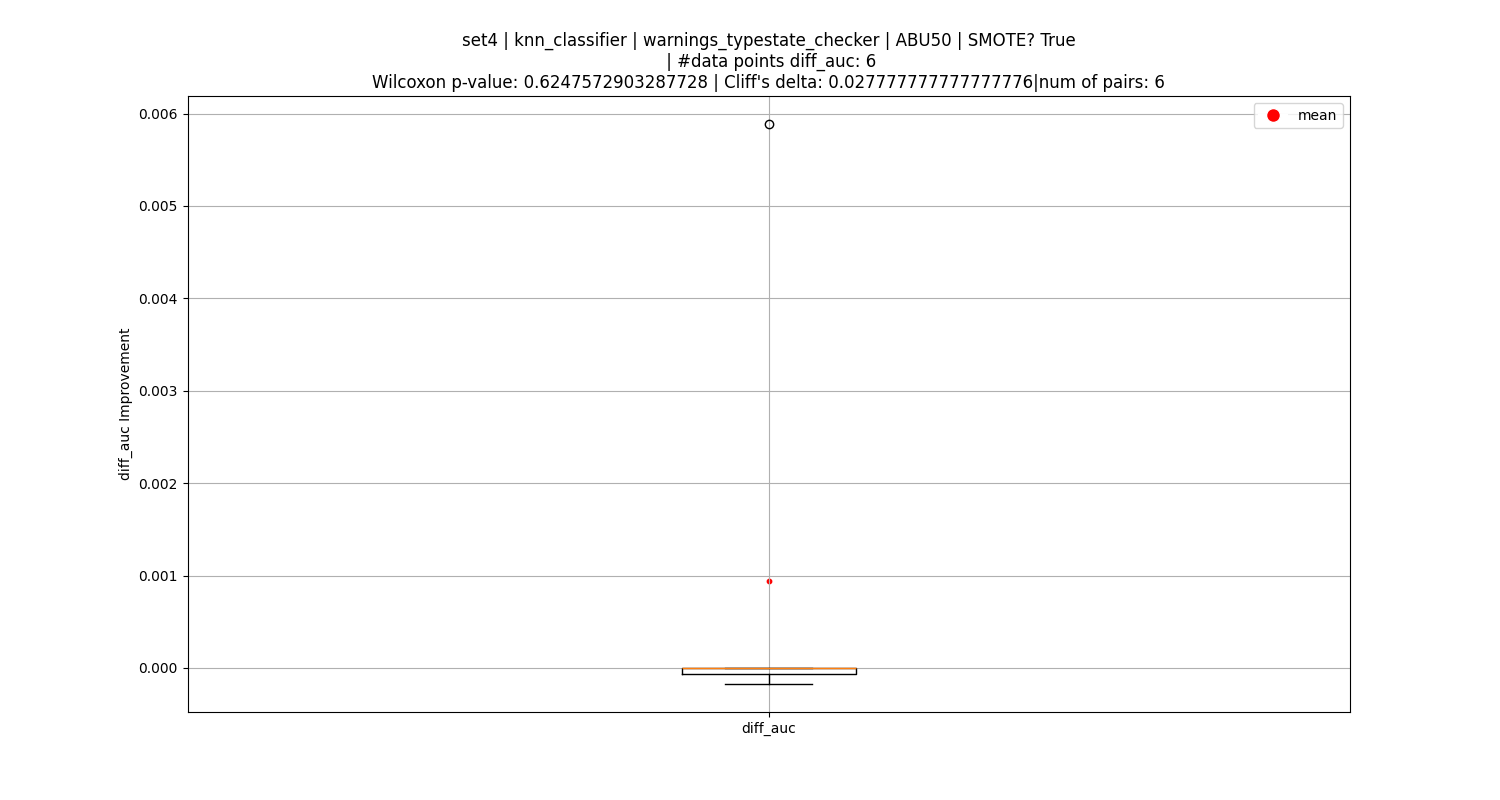 set4 | knn_classifier | warnings_typestate_checker | ABU50 | SMOTE? True
| #data points diff_auc: 6
Wilcoxon p-value: 0.6247572903287728 | Cliff's delta: 0.027777777777777776|num of pairs: 6
mean
0.006
0.005
0.004
0.003
0.002
0.001
0.000
diff_auc Improvement
diff_auc